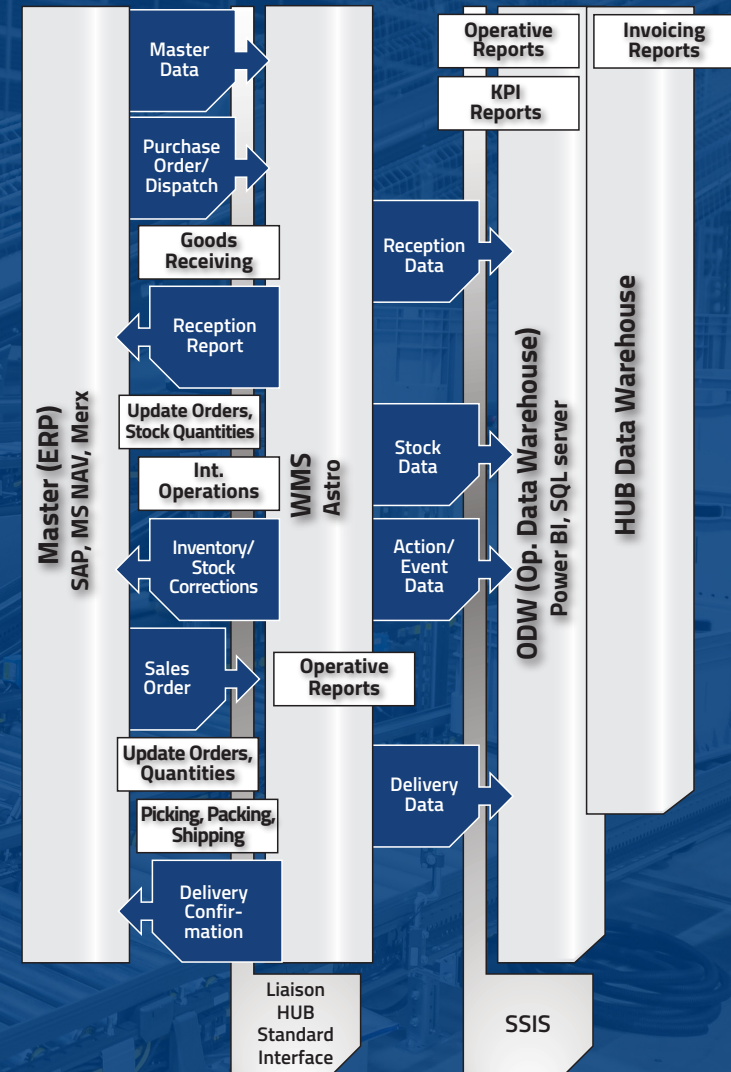 Master
Data
Purchase
Order/
Dispatch
Goods
Receiving
Reception
Report
Update Orders,
Stock Quantities
Int.
Operations
Inventory/
Stock
Corrections
Sales
Order
Update Orders,
Quantities
Picking, Packing,
Shipping
Delivery
Confir-
mation
Master (ERP)
SAP, MS NAV, Merx
WMS
Astro
Operative
Reports
Liaison
HUB
Standard
Interface
Operative
Reports
KPI
Reports
Invoicing
Reports
Reception
Data
Stock
Data
Action/
Event
Data
Delivery
Data
ODW (Op. Data Warehouse)
Power BI, SQL server
HUB Data Warehouse
SSIS